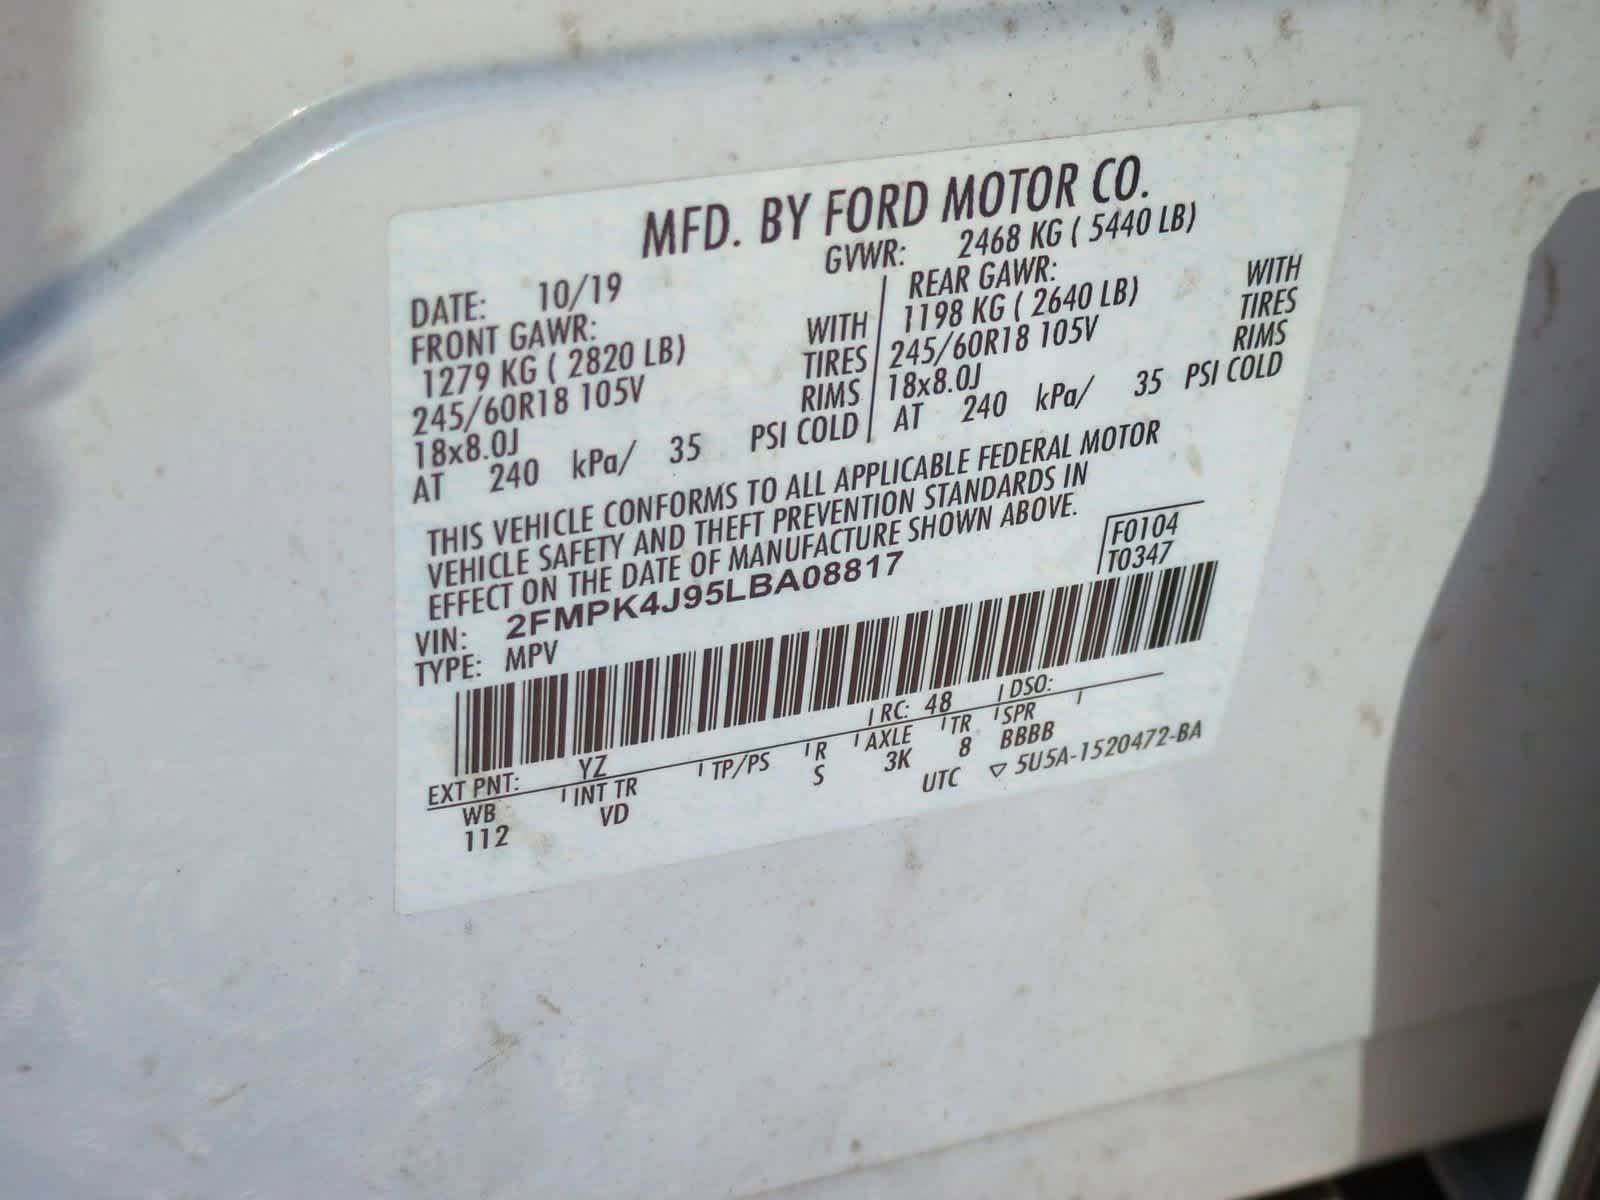 MFD. BY FORD MOTOR CO.
DATE: 10/19 GVWR: 2468 KG ( 5440 LB)
FRONT GAWR: REAR GAWR:
1279 KG ( 2820 LB) WITH 1198 KG ( 2640 LB) WITH
245/60R18 105V TIRES 245/60R18 105V TIRES
18x8.0J RIMS 18x8.0J RIMS
AT 240 kPa/ 35 PSI COLD AT 240 kPa/ 35 PSI COLD
THIS VEHICLE CONFORMS TO ALL APPLICABLE FEDERAL MOTOR
VEHICLE SAFETY AND THEFT PREVENTION STANDARDS IN
EFFECT ON THE DATE OF MANUFACTURE SHOWN ABOVE.
VIN: 2FMPK4J95LBA08817 F0104
TYPE: MPV T0347
EXT PNT: YZ RC: 48 DSO:
WB INT TR TP/PS R AXLE TR SPR
112 VD S 3K 8 BBBB
UTC ▽ 5U5A-1520472-BA